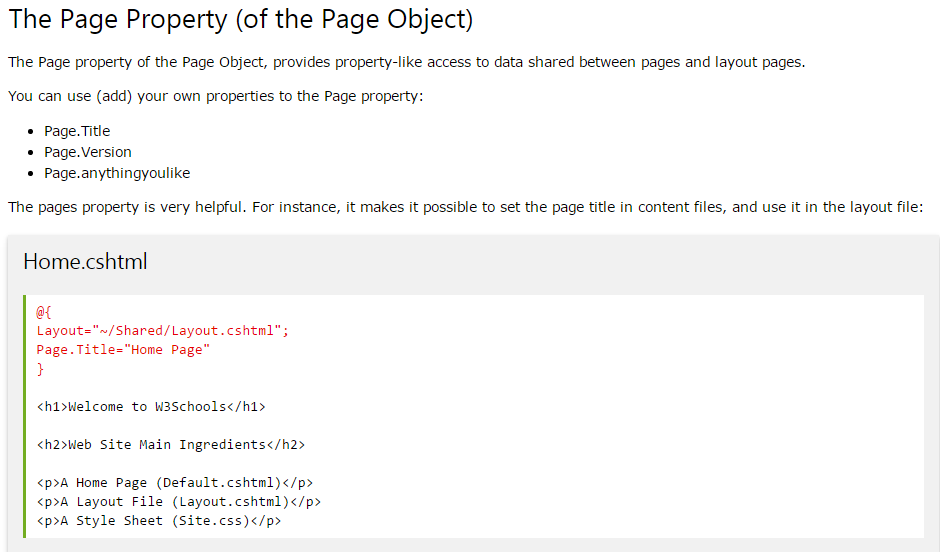 The Page Property (of the Page Object)
The Page property of the Page Object, provides property-like access to data shared between pages and layout pages.
You can use (add) your own properties to the Page property:
• Page.Title
• Page.Version
• Page.anythingyoulike
The pages property is very helpful. For instance, it makes it possible to set the page title in content files, and use it in the layout file:
Home.cshtml
@{
Layout="~/Shared/Layout.cshtml";
Page.Title="Home Page"
}
<h1>Welcome to W3Schools</h1>
<h2>Web Site Main Ingredients</h2>
<p>A Home Page (Default.cshtml)</p>
<p>A Layout File (Layout.cshtml)</p>
<p>A Style Sheet (Site.css)</p>